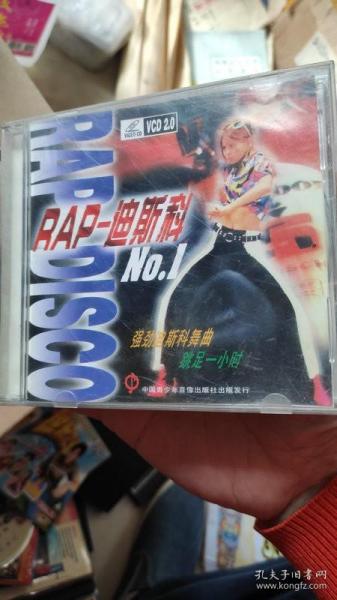 RAP DISCO
VIDEO CD
VCD 2.0
RAP-迪斯科
No.1
强劲迪斯科舞曲
跳足一小时
中国青少年音像出版社出版发行
孔夫子旧书网
www.kongfz.com